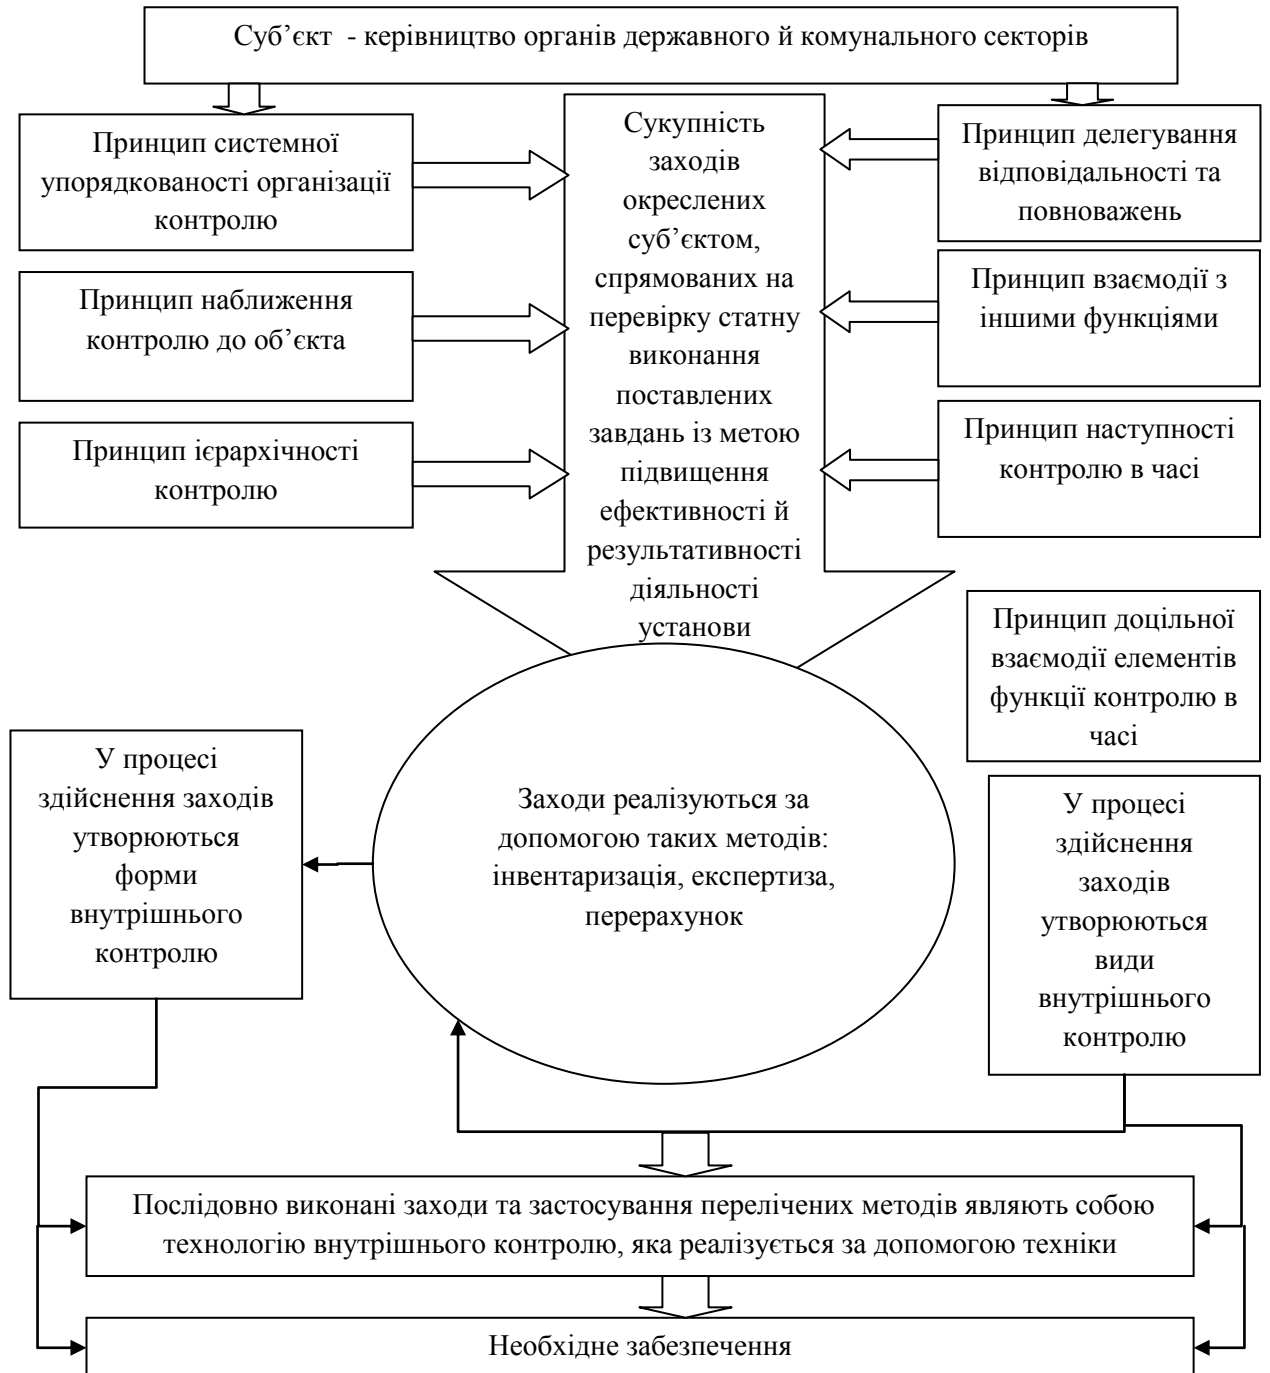 Суб’єкт - керівництво органів державного й комунального секторів
Принцип системної
упорядкованості організації
контролю
Принцип наближення
контролю до об’єкта
Принцип ієрархічності
контролю
Сукупність
заходів
окреслених
суб’єктом,
спрямованих на
перевірку статну
виконання
поставлених
завдань із метою
підвищення
ефективності й
результативності
діяльності
установи
Принцип делегування
відповідальності та
повноважень
Принцип взаємодії з
іншими функціями
Принцип наступності
контролю в часі
Принцип доцільної
взаємодії елементів
функції контролю в
часі
У процесі
здійснення заходів
утворюються
форми
внутрішнього
контролю
Заходи реалізуються за
допомогою таких методів:
інвентаризація, експертиза,
перерахунок
У процесі
здійснення
заходів
утворюються
види
внутрішнього
контролю
Послідовно виконані заходи та застосування перелічених методів являють собою
технологію внутрішнього контролю, яка реалізується за допомогою техніки
Необхідне забезпечення